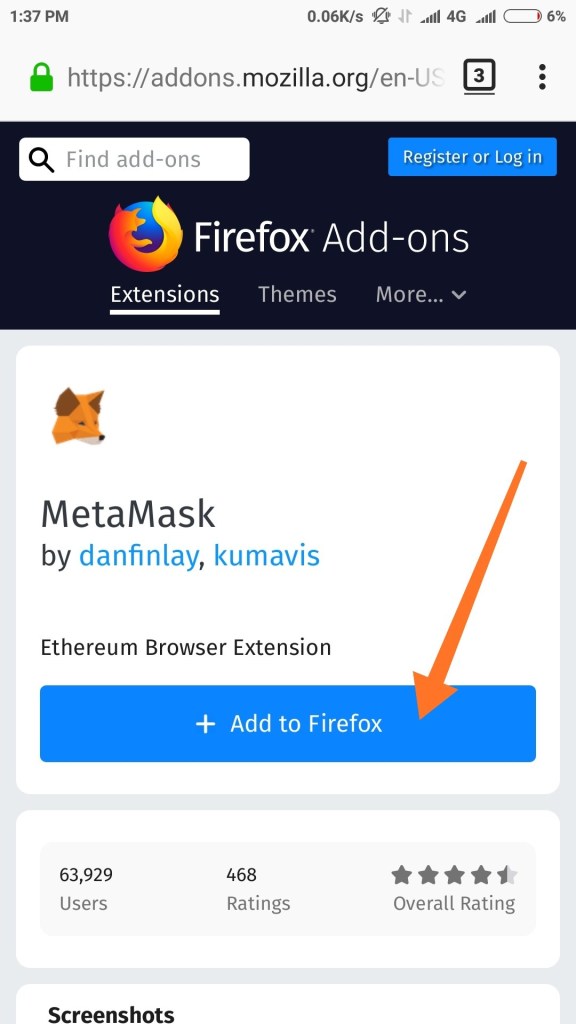 1:37 PM 0.06K/s 4G 6%
https://addons.mozilla.org/en-US 3
Find add-ons Register or Log in
Firefox Add-ons
Extensions Themes More...
MetaMask
by danfinlay, kumavis
Ethereum Browser Extension
+ Add to Firefox
63,929 468
Users Ratings Overall Rating
Screenshots